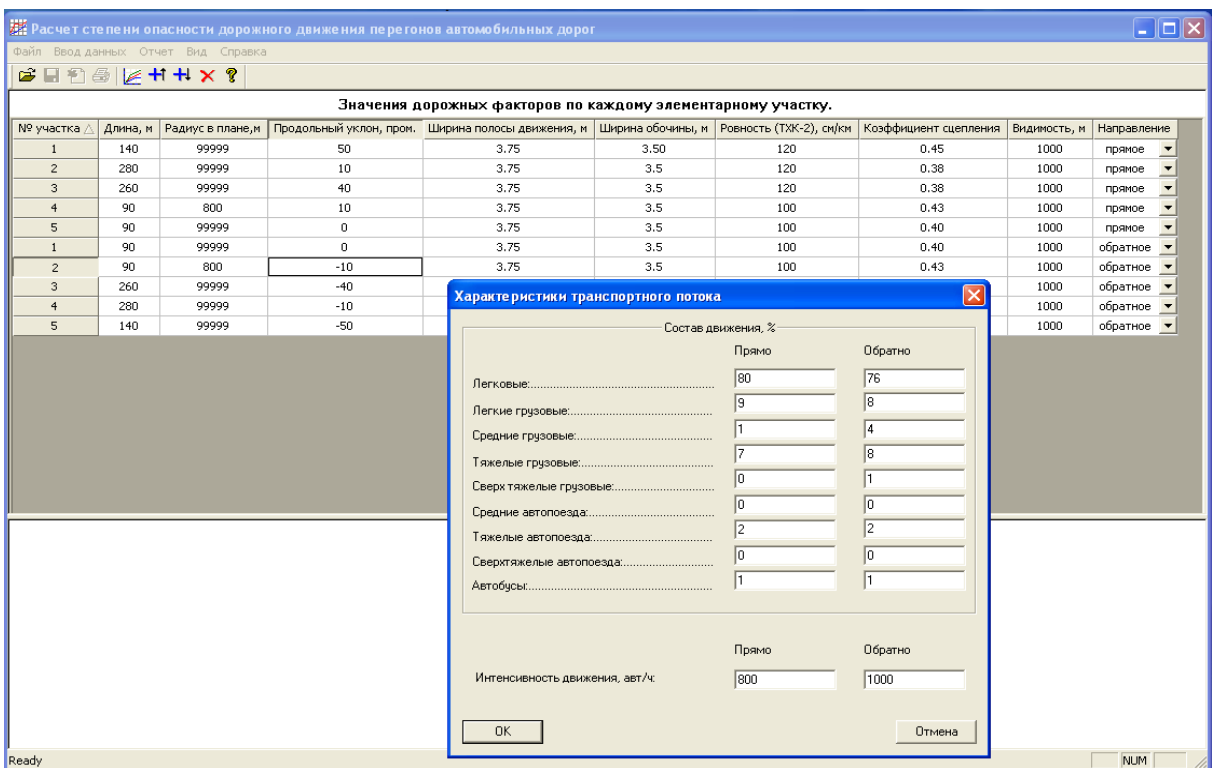 Расчет степени опасности дорожного движения перегонов автомобильных дорог
Файл Ввод данных Отчет Вид Справка
Значения дорожных факторов по каждому элементарному участку.
№ участка Длина, м Радиус в плане,м Продольный уклон, пром. Ширина полосы движения, м Ширина обочины, м Ровность (ТХК-2), см/км Коэффициент сцепления Видимость, м Направление
1 140 99999 50 3.75 3.50 120 0.45 1000 прямое
2 280 99999 10 3.75 3.5 120 0.38 1000 прямое
3 260 99999 40 3.75 3.5 120 0.38 1000 прямое
4 90 800 10 3.75 3.5 100 0.43 1000 прямое
5 90 99999 0 3.75 3.5 100 0.40 1000 прямое
1 90 99999 0 3.75 3.5 100 0.40 1000 обратное
2 90 800 -10 3.75 3.5 100 0.43 1000 обратное
3 260 99999 -40 1000 обратное
4 280 99999 -10 1000 обратное
5 140 99999 -50 1000 обратное
Характеристики транспортного потока
Состав движения, %
Прямо Обратно
Легковые:.......... 80 76
Легкие грузовые:.......... 9 8
Средние грузовые:.......... 1 4
Тяжелые грузовые:.......... 7 8
Сверх тяжелые грузовые:.......... 0 1
Средние автопоезда:.......... 0 0
Тяжелые автопоезда:.......... 2 2
Сверхтяжелые автопоезда:.......... 0 0
Автобусы:.......... 1 1
Прямо Обратно
Интенсивность движения, авт/ч: 800 1000
OK Отмена
Ready NUM